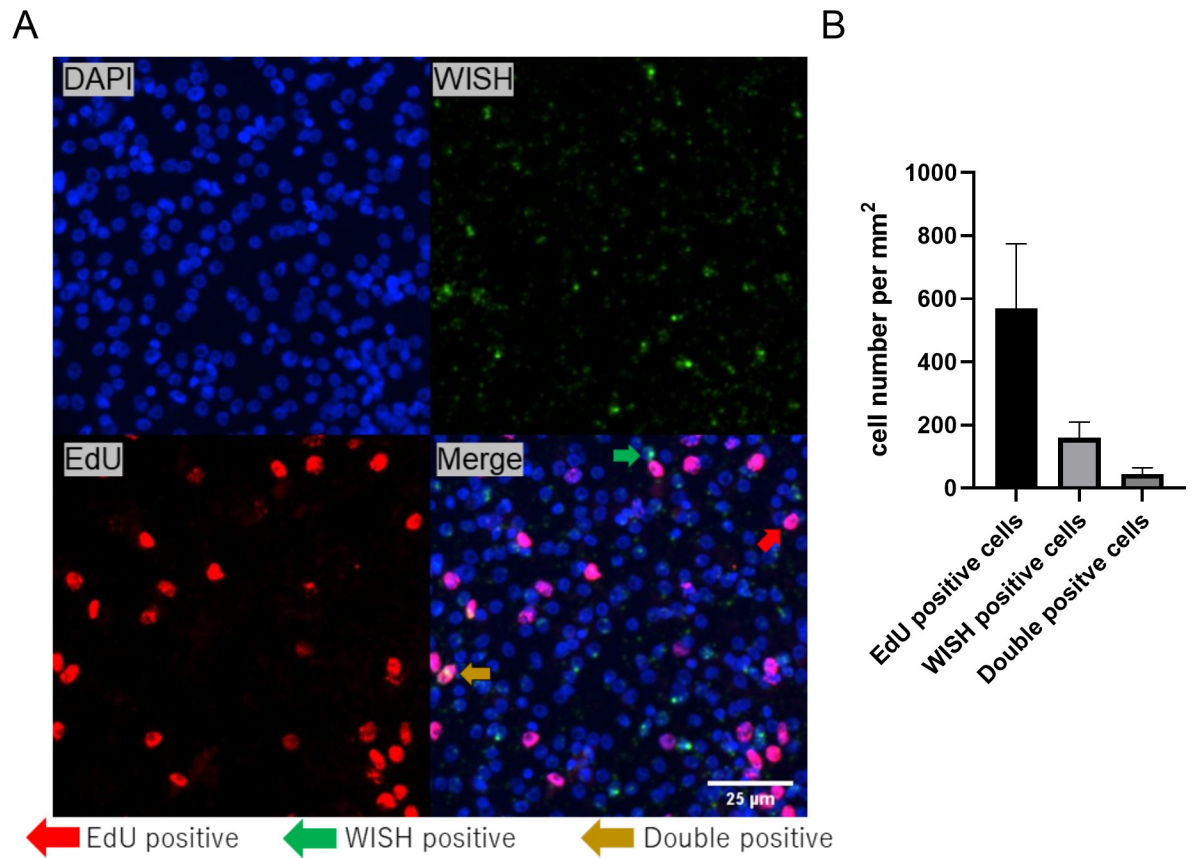 A
B
DAPI
WISH
EdU
Merge
25 µm
EdU positive
WISH positive
Double positive
cell number per mm2
1000
800
600
400
200
0
EdU positive cells
WISH positive cells
Double positve cells